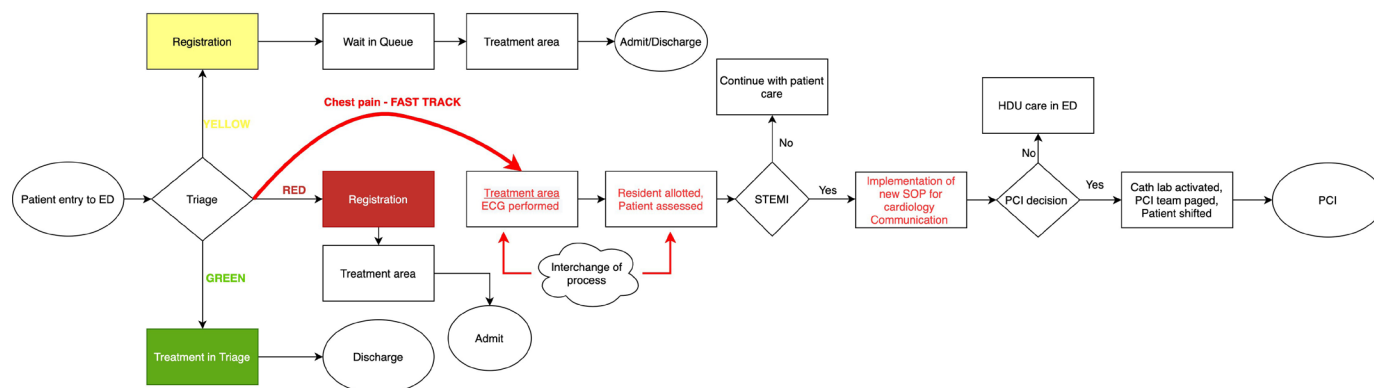 Registration
Wait in Queue
Treatment area
Admit/Discharge
Continue with patient
care
HDU care in ED
Chest pain - FAST TRACK
YELLOW
No
No
Patient entry to ED
Triage
RED
Registration
Treatment area
ECG performed
Resident allotted,
Patient assessed
STEMI
Yes
Implementation of
new SOP for
cardiology
Communication
PCI decision
Yes
Cath lab activated,
PCI team paged,
Patient shifted
PCI
GREEN
Treatment area
Interchange of
process
Admit
Treatment in Triage
Discharge